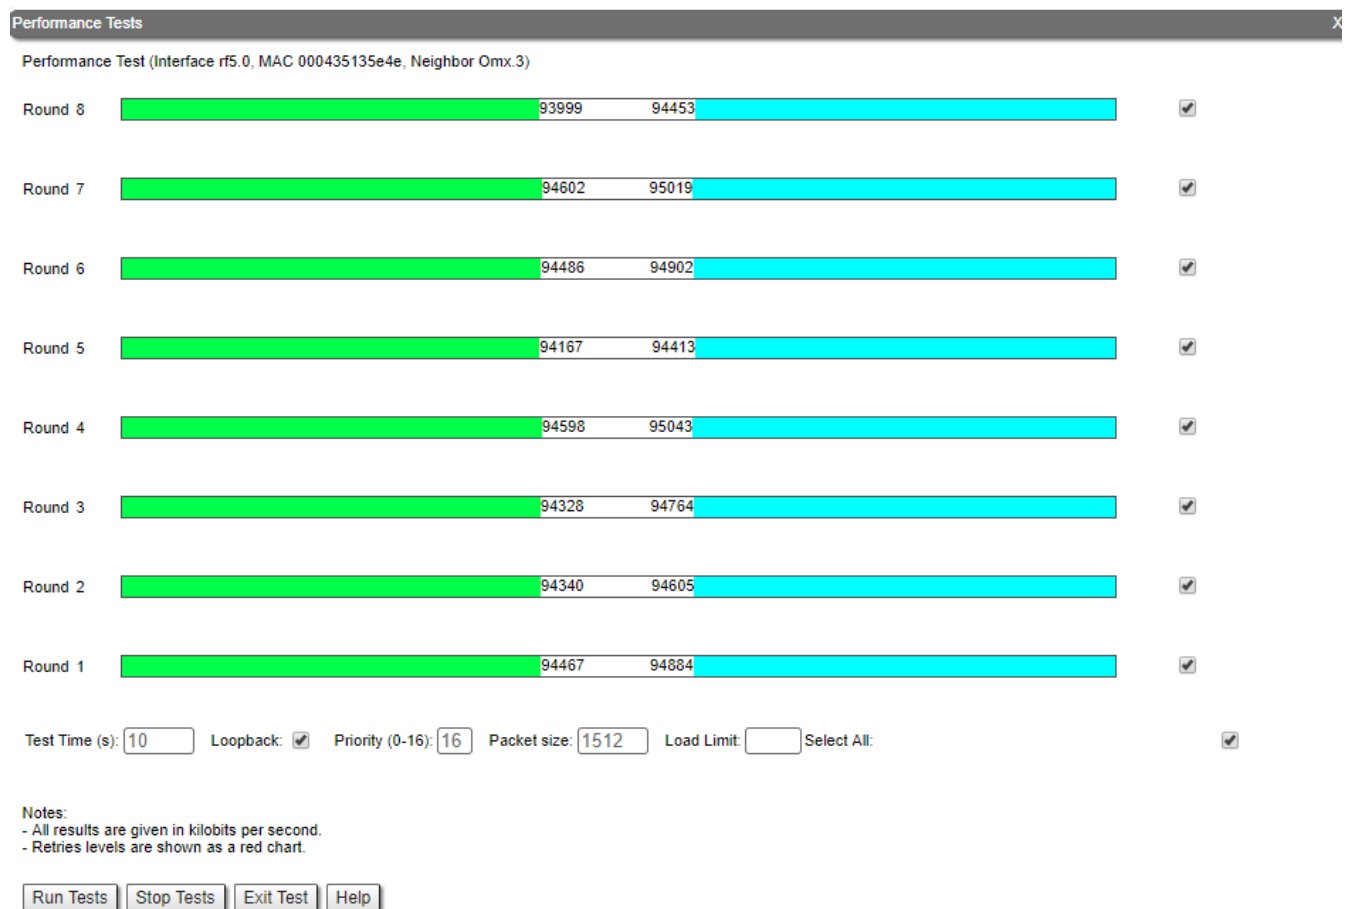 Performance Tests X
Performance Test (Interface rf5.0, MAC 000435135e4e, Neighbor Omx.3)
Round 8 93999 94453
Round 7 94602 95019
Round 6 94486 94902
Round 5 94167 94413
Round 4 94598 95043
Round 3 94328 94764
Round 2 94340 94605
Round 1 94467 94884
Test Time (s): 10 Loopback: Priority (0-16): 16 Packet size: 1512 Load Limit: Select All:
Notes:
- All results are given in kilobits per second.
- Retries levels are shown as a red chart.
Run Tests Stop Tests Exit Test Help